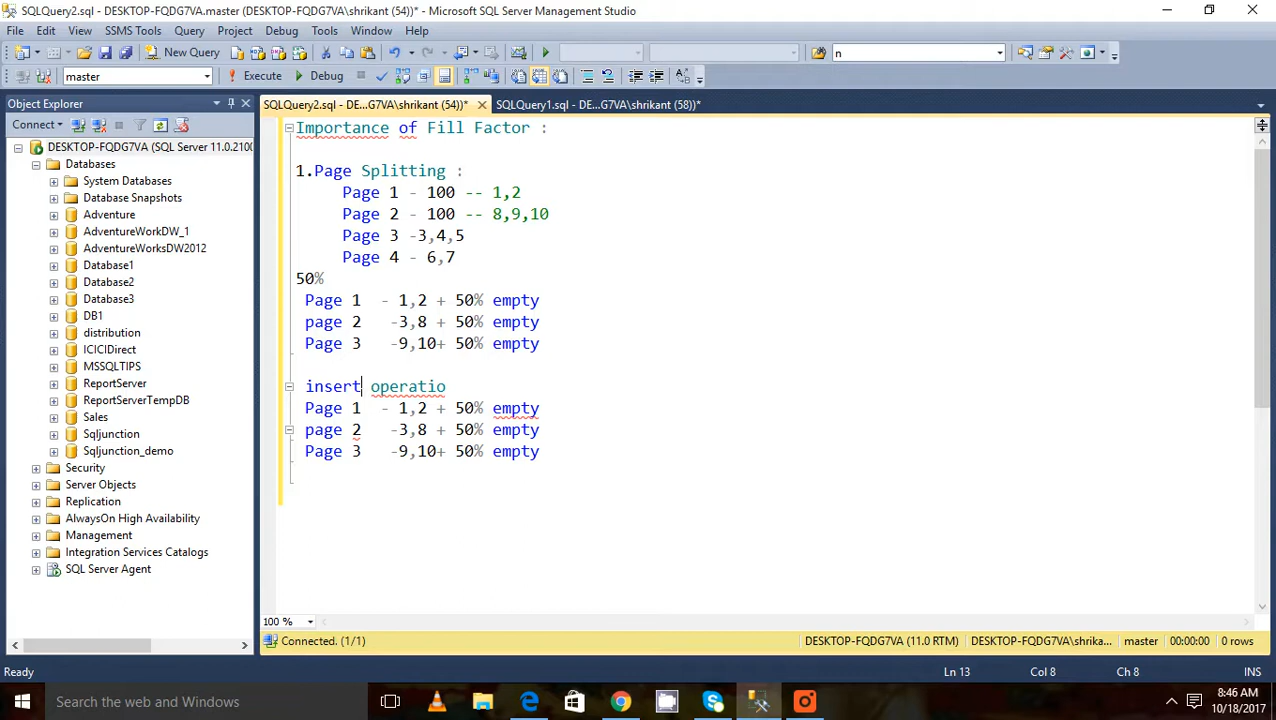 SQLQuery2.sql - DESKTOP-FQDG7VA.master (DESKTOP-FQDG7VA\shrikant (54))* - Microsoft SQL Server Management Studio
File Edit View SSMS Tools Query Project Debug Tools Window Help
New Query n
master Execute Debug
Object Explorer
Connect
DESKTOP-FQDG7VA (SQL Server 11.0.2100
Databases
System Databases
Database Snapshots
Adventure
AdventureWorkDW_1
AdventureWorksDW2012
Database1
Database2
Database3
DB1
distribution
ICICIDirect
MSSQLTIPS
ReportServer
ReportServerTempDB
Sales
Sqljunction
Sqljunction_demo
Security
Server Objects
Replication
AlwaysOn High Availability
Management
Integration Services Catalogs
SQL Server Agent
SQLQuery2.sql - DE...G7VA\shrikant (54))* SQLQuery1.sql - DE...G7VA\shrikant (58))*
Importance of Fill Factor :
1.Page Splitting :
Page 1 - 100 -- 1,2
Page 2 - 100 -- 8,9,10
Page 3 -3,4,5
Page 4 - 6,7
50%
Page 1 - 1,2 + 50% empty
page 2 -3,8 + 50% empty
Page 3 -9,10+ 50% empty
insert operatio
Page 1 - 1,2 + 50% empty
page 2 -3,8 + 50% empty
Page 3 -9,10+ 50% empty
100 %
Connected. (1/1) DESKTOP-FQDG7VA (11.0 RTM) DESKTOP-FQDG7VA\shrika... master 00:00:00 0 rows
Ready Ln 13 Col 8 Ch 8 INS
Search the web and Windows 8:46 AM
10/18/2017